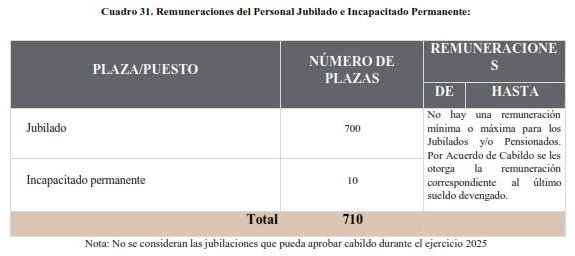 Cuadro 31. Remuneraciones del Personal Jubilado e Incapacitado Permanente:
PLAZA/PUESTO
NÚMERO DE
PLAZAS
REMUNERACIONE
S
DE
HASTA
Jubilado
700
No hay una remuneración
mínima o máxima para los
Jubilados y/o Pensionados.
Por Acuerdo de Cabildo se les
otorga la remuneración
correspondiente al último
sueldo devengado.
Incapacitado permanente
10
Total
710
Nota: No se consideran las jubilaciones que pueda aprobar cabildo durante el ejercicio 2025